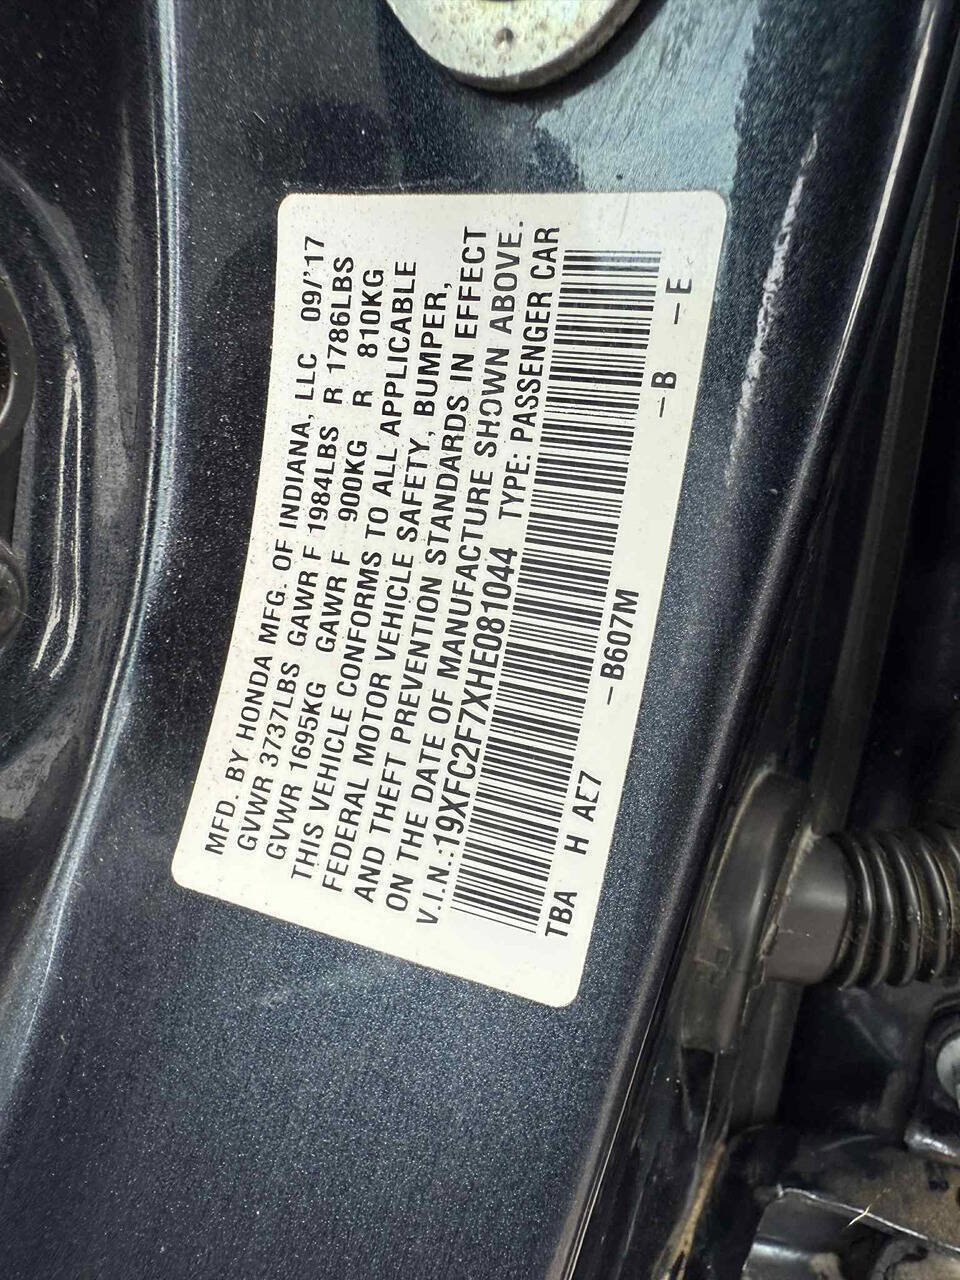 MFD. BY HONDA MFG. OF INDIANA, LLC 09/'17
GVWR 3737LBS GAWR F 1984LBS R 1786LBS
GVWR 1695KG GAWR F 900KG R 810KG
THIS VEHICLE CONFORMS TO ALL APPLICABLE
FEDERAL MOTOR VEHICLE SAFETY, BUMPER,
AND THEFT PREVENTION STANDARDS IN EFFECT
ON THE DATE OF MANUFACTURE SHOWN ABOVE.
V.I.N.:19XFC2F7XHE081044 TYPE: PASSENGER CAR
TBA H AE7 –B607M –B –E